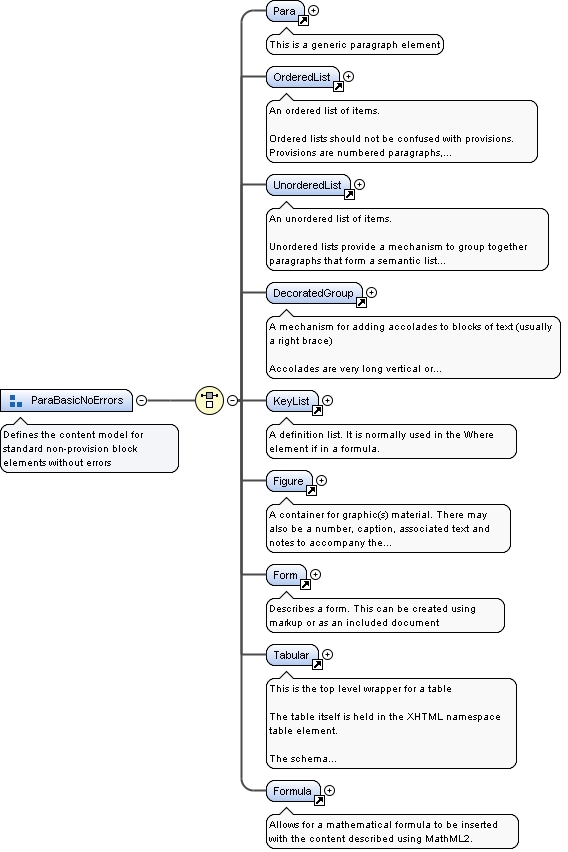 Para
This is a generic paragraph element
OrderedList
An ordered list of items.
Ordered lists should not be confused with provisions.
Provisions are numbered paragraphs,...
UnorderedList
An unordered list of items.
Unordered lists provide a mechanism to group together
paragraphs that form a semantic list...
DecoratedGroup
A mechanism for adding accolades to blocks of text (usually
a right brace)
Accolades are very long vertical or...
ParaBasicNoErrors
Defines the content model for
standard non-provision block
elements without errors
KeyList
A definition list. It is normally used in the Where
element if in a formula.
Figure
A container for graphic(s) material. There may
also be a number, caption, associated text and
notes to accompany the...
Form
Describes a form. This can be created using
markup or as an included document
Tabular
This is the top level wrapper for a table
The table itself is held in the XHTML namespace
table element.
The schema...
Formula
Allows for a mathematical formula to be inserted
with the content described using MathML2.